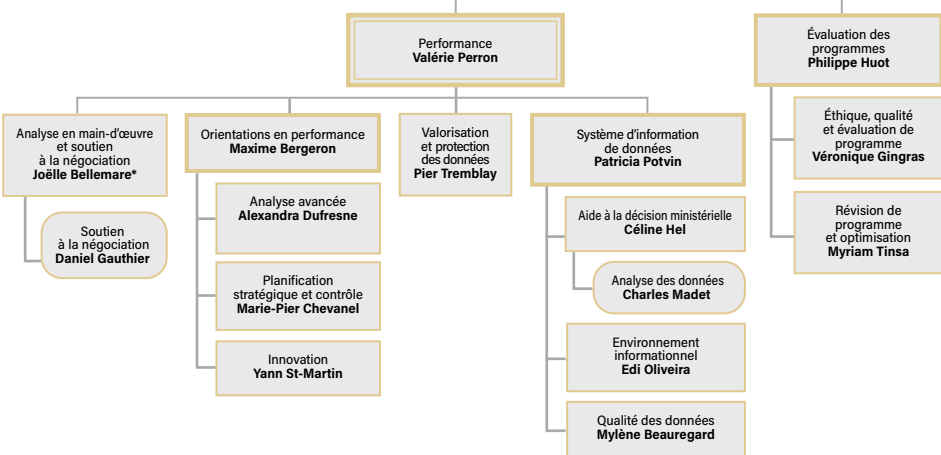 Performance
Valérie Perron
Évaluation des
programmes
Philippe Huot
Analyse en main-d'œuvre
et soutien
à la négociation
Joëlle Bellemare*
Soutien
à la négociation
Daniel Gauthier
Orientations en performance
Maxime Bergeron
Analyse avancée
Alexandra Dufresne
Planification
stratégique et contrôle
Marie-Pier Chevanel
Innovation
Yann St-Martin
Valorisation
et protection
des données
Pier Tremblay
Système d'information
de données
Patricia Potvin
Aide à la décision ministérielle
Céline Hel
Analyse des données
Charles Madet
Environnement
informationnel
Edi Oliveira
Qualité des données
Mylène Beauregard
Éthique, qualité
et évaluation de
programme
Véronique Gingras
Révision de
programme
et optimisation
Myriam Tinsa